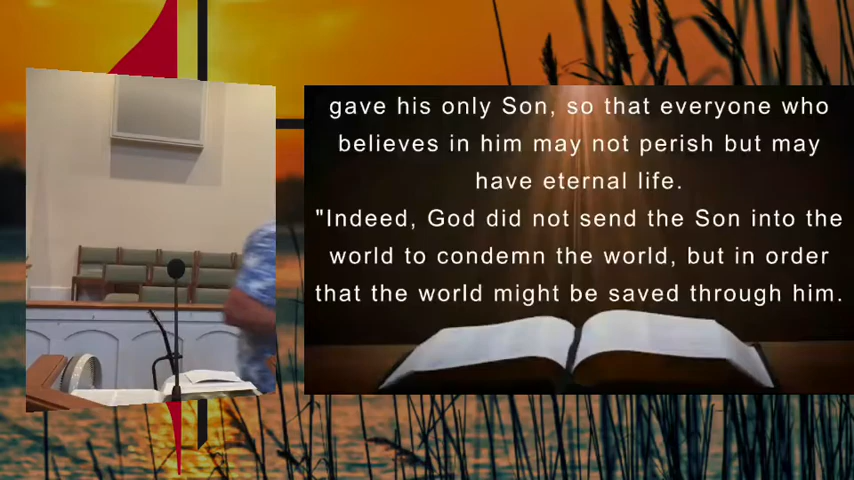 gave his only Son, so that everyone who
believes in him may not perish but may
have eternal life.
"Indeed, God did not send the Son into the
world to condemn the world, but in order
that the world might be saved through him.